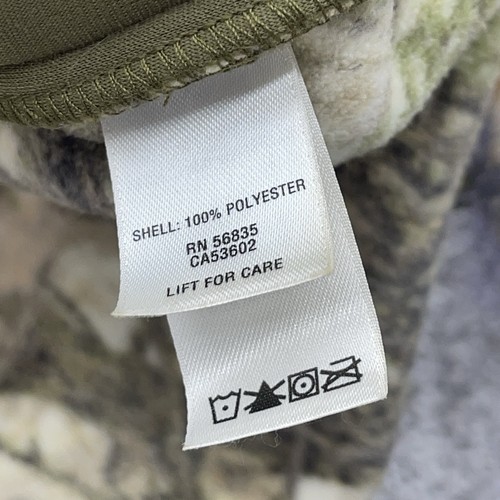 SHELL: 100% POLYESTER
RN 56835
CA53602
LIFT FOR CARE